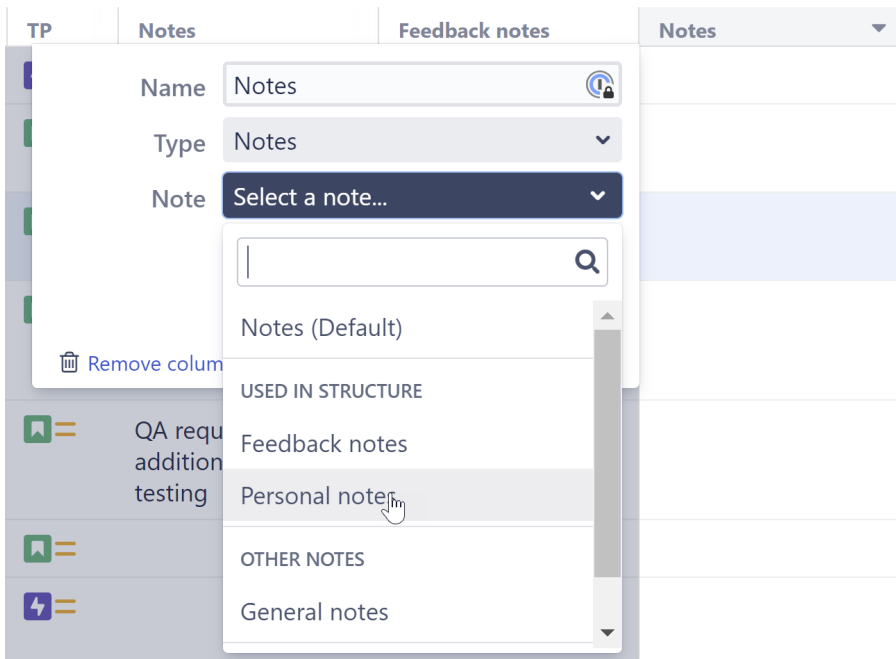 TP Notes Feedback notes Notes
Name Notes
Type Notes
Note Select a note...
Notes (Default)
Remove colum
USED IN STRUCTURE
QA requ
Feedback notes
addition
testing
Personal notes
OTHER NOTES
General notes